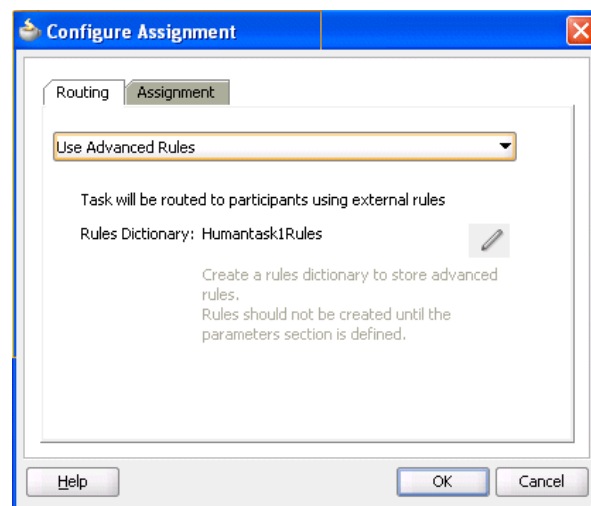 Configure Assignment
Routing Assignment
Use Advanced Rules
Task will be routed to participants using external rules
Rules Dictionary: Humantask1Rules
Create a rules dictionary to store advanced
rules.
Rules should not be created until the
parameters section is defined.
Help OK Cancel